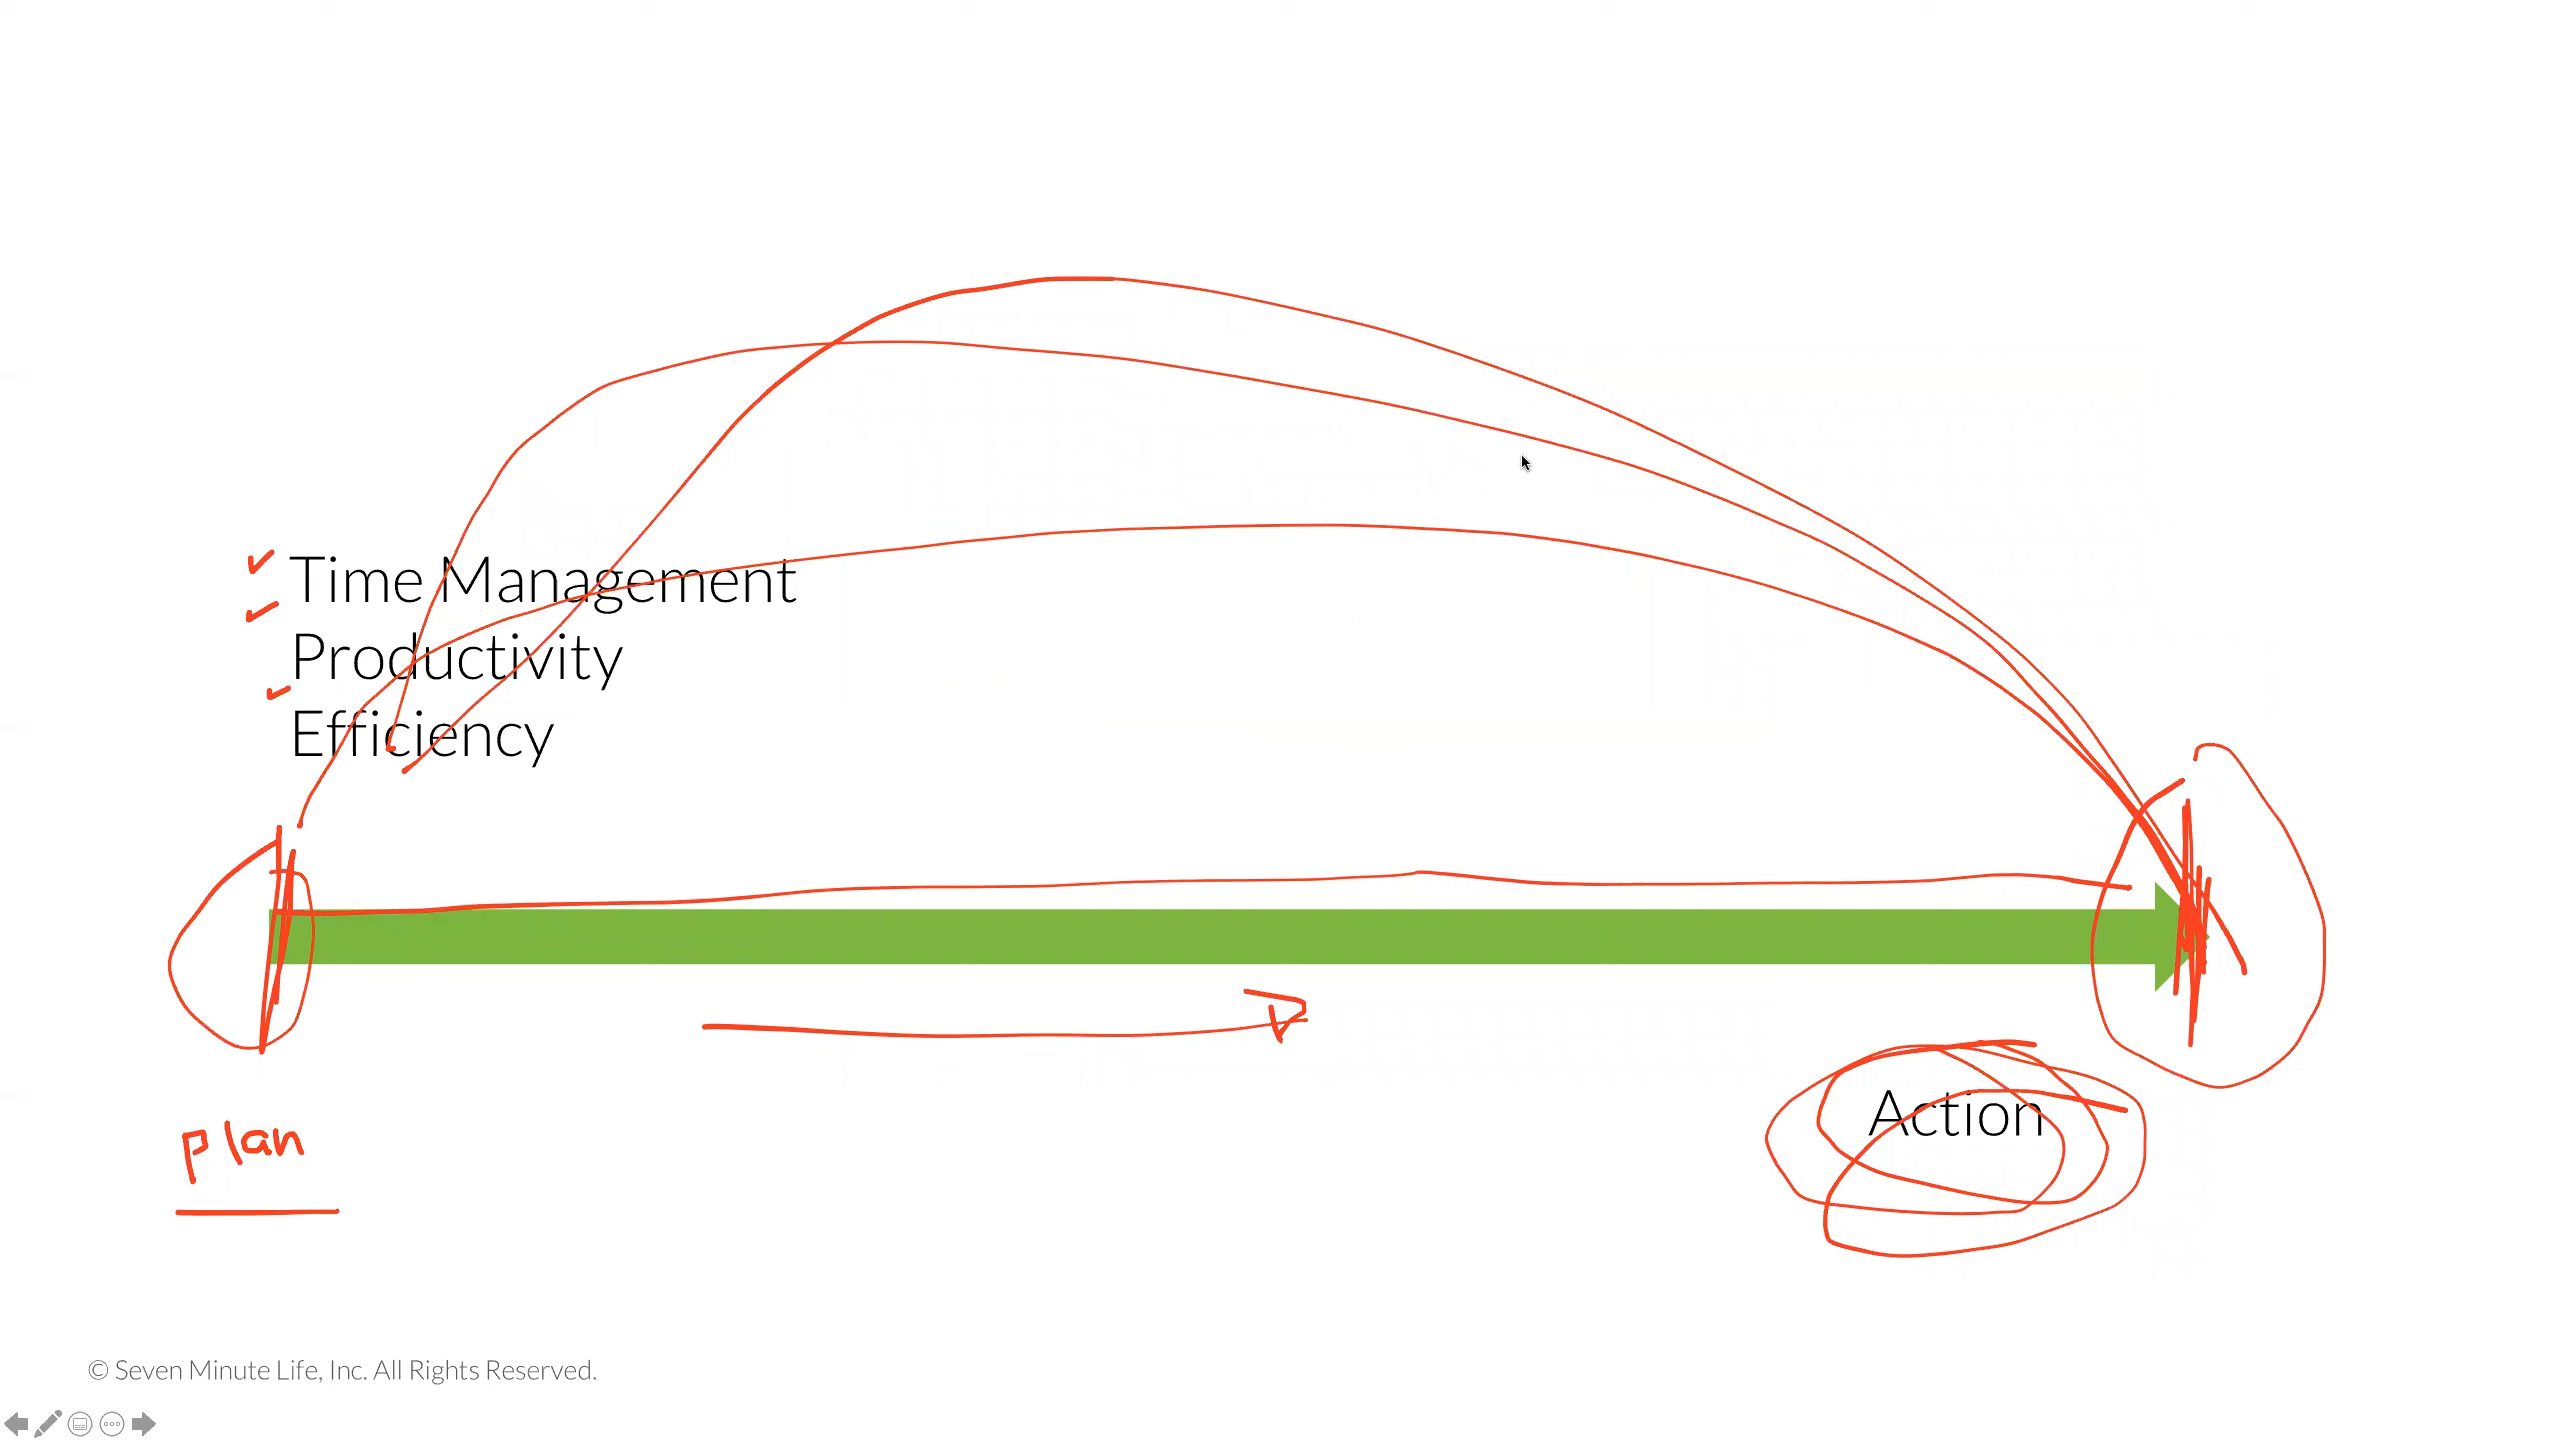 Time Management
Productivity
Efficiency
Action
plan
© Seven Minute Life, Inc. All Rights Reserved.